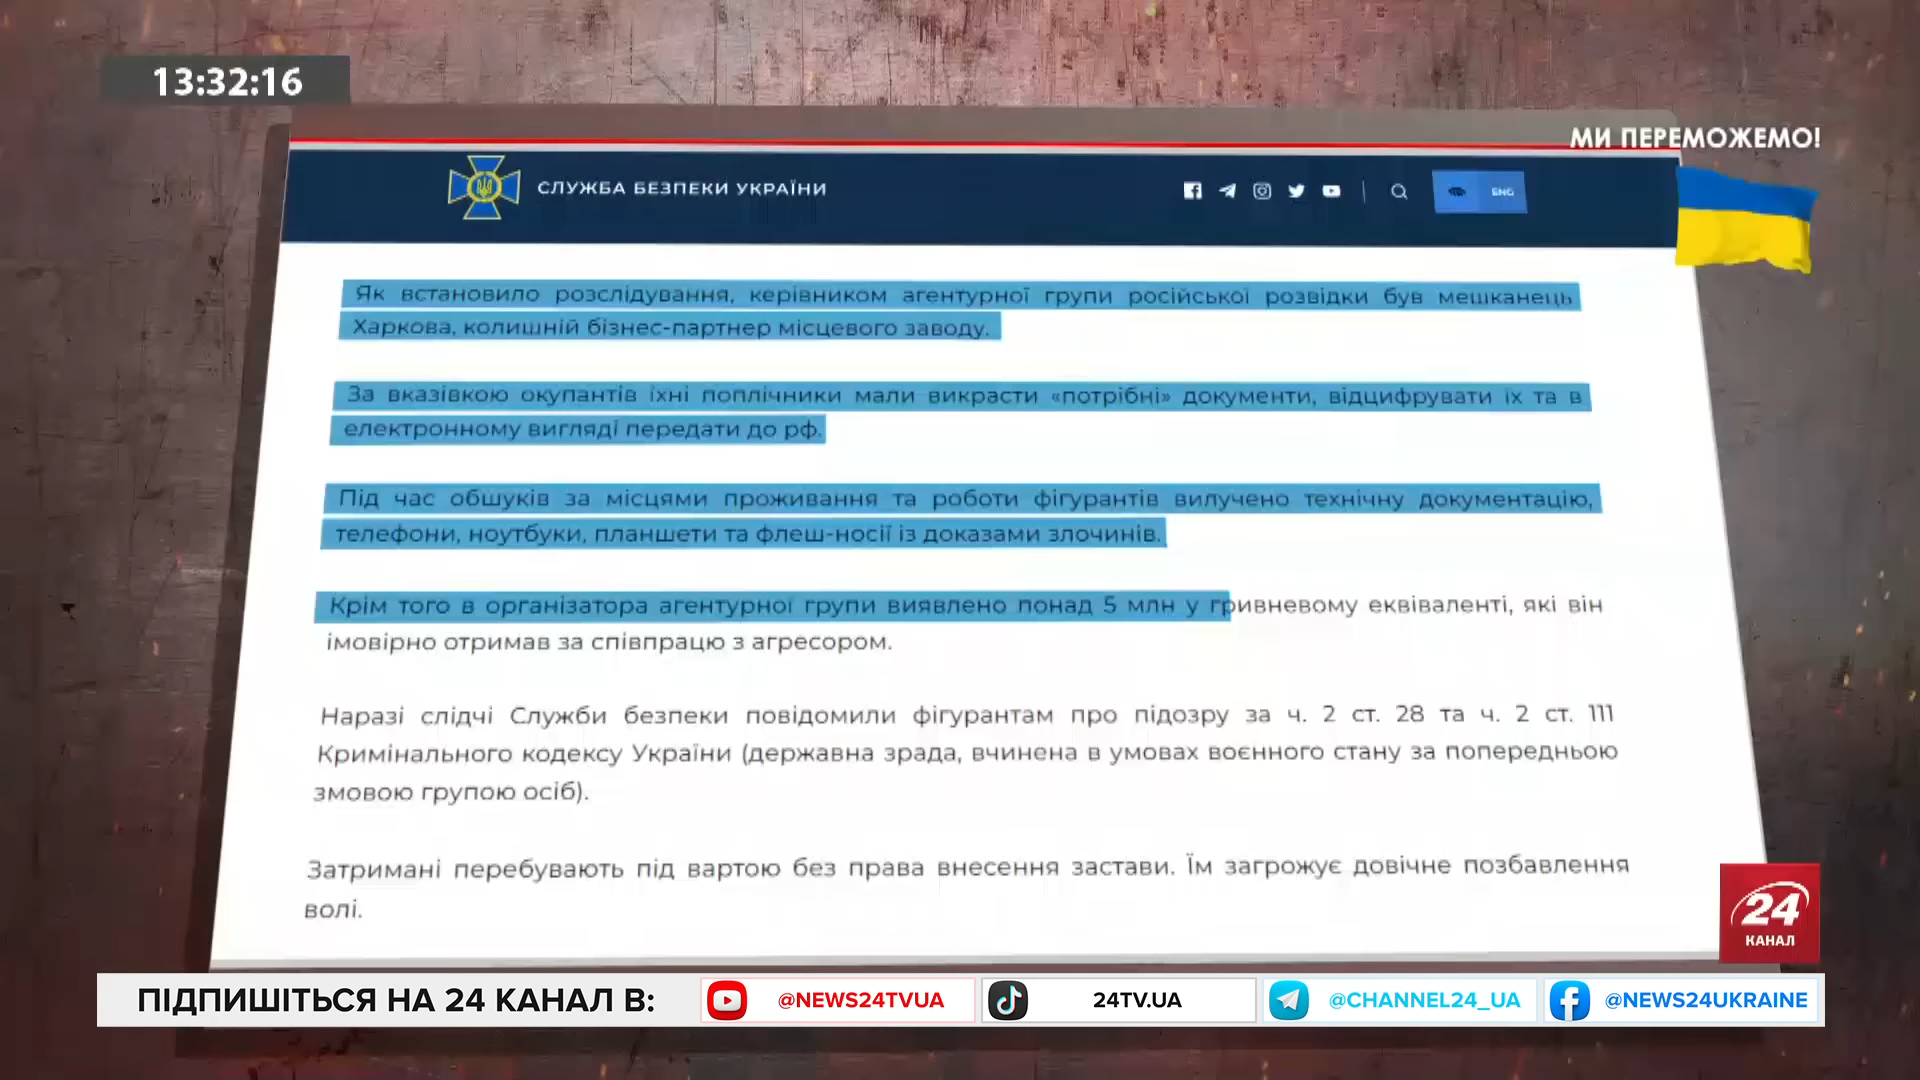 13:32:16
МИ ПЕРЕМОЖЕМО!
СЛУЖБА БЕЗПЕКИ УКРАЇНИ
ENG
Як встановило розслідування, керівником агентурної групи російської розвідки був мешканець
Харкова, колишній бізнес-партнер місцевого заводу.
За вказівкою окупантів їхні поплічники мали викрасти «потрібні» документи, відцифрувати їх та в
електронному вигляді передати до рф.
Під час обшуків за місцями проживання та роботи фігурантів вилучено технічну документацію,
телефони, ноутбуки, планшети та флеш-носії із доказами злочинів.
Крім того в організатора агентурної групи виявлено понад 5 млн у гривневому еквіваленті, які він
імовірно отримав за співпрацю з агресором.
Наразі слідчі Служби безпеки повідомили фігурантам про підозру за ч. 2 ст. 28 та ч. 2 ст. 111
Кримінального кодексу України (державна зрада, вчинена в умовах воєнного стану за попередньою
змовою групою осіб).
Затримані перебувають під вартою без права внесення застави. Їм загрожує довічне позбавлення
волі.
24
КАНАЛ
ПІДПИШІТЬСЯ НА 24 КАНАЛ В: @NEWS24TVUA 24TV.UA @CHANNEL24_UA @NEWS24UKRAINE